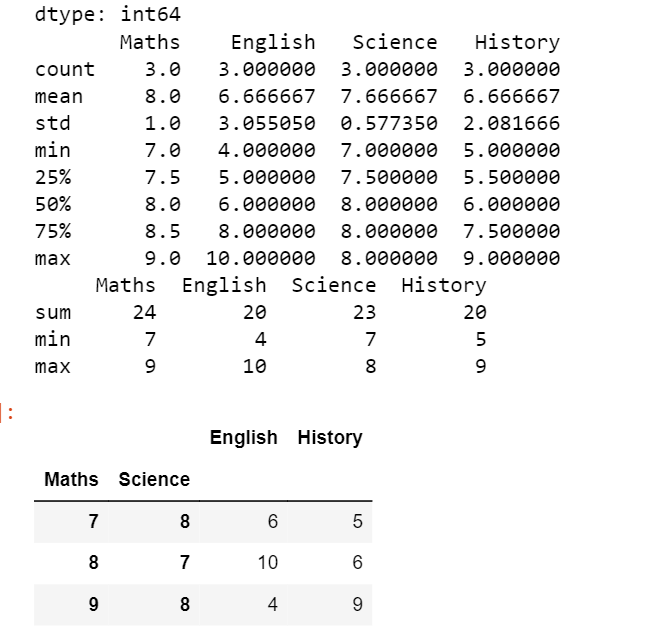 dtype: int64
Maths English Science History
count 3.0 3.000000 3.000000 3.000000
mean 8.0 6.666667 7.666667 6.666667
std 1.0 3.055050 0.577350 2.081666
min 7.0 4.000000 7.000000 5.000000
25% 7.5 5.000000 7.500000 5.500000
50% 8.0 6.000000 8.000000 6.000000
75% 8.5 8.000000 8.000000 7.500000
max 9.0 10.000000 8.000000 9.000000
Maths English Science History
sum 24 20 23 20
min 7 4 7 5
max 9 10 8 9
]:
English History
Maths Science
7 8 6 5
8 7 10 6
9 8 4 9